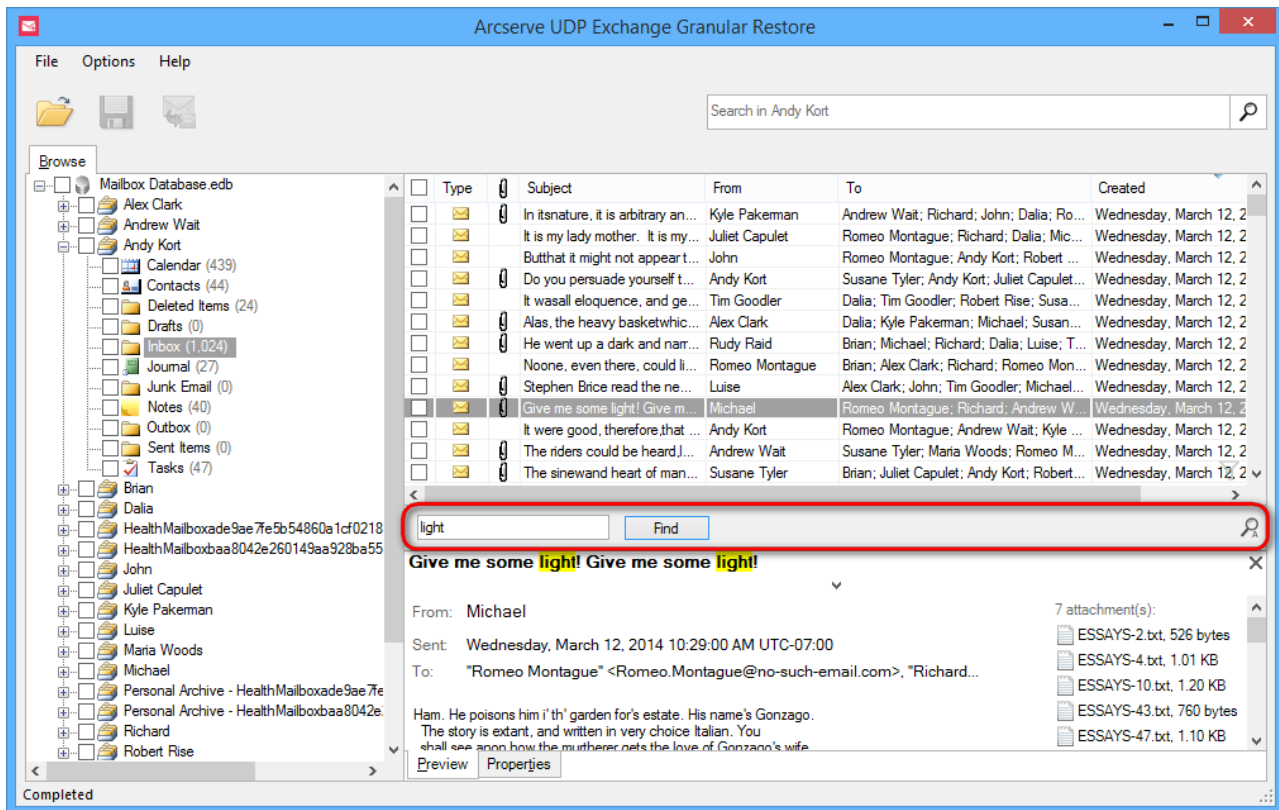 Arcserve UDP Exchange Granular Restore
File Options Help
Search in Andy Kort
Browse
Mailbox Database.edb
Alex Clark
Andrew Wait
Andy Kort
Calendar (439)
Contacts (44)
Deleted Items (24)
Drafts (0)
Inbox (1,024)
Journal (27)
Junk Email (0)
Notes (40)
Outbox (0)
Sent Items (0)
Tasks (47)
Brian
Dalia
HealthMailboxade9ae7fe5b54860a1cf0218
HealthMailboxbaa8042e260149aa928ba55
John
Juliet Capulet
Kyle Pakerman
Luise
Maria Woods
Michael
Personal Archive - HealthMailboxade9ae7fe
Personal Archive - HealthMailboxbaa8042e
Richard
Robert Rise
Type Subject From To Created
In itsnature, it is arbitrary an... Kyle Pakeman Andrew Wait; Richard; John; Dalia; Ro... Wednesday, March 12, 2
It is my lady mother. It is my... Juliet Capulet Romeo Montague; Richard; Dalia; Mic... Wednesday, March 12, 2
Butthat it might not appear t... John Romeo Montague; Andy Kort; Robert ... Wednesday, March 12, 2
Do you persuade yourself t... Andy Kort Susane Tyler; Andy Kort; Juliet Capulet... Wednesday, March 12, 2
It wasall eloquence, and ge... Tim Goodler Dalia; Tim Goodler; Robert Rise; Susa... Wednesday, March 12, 2
Alas, the heavy basketwhic... Alex Clark Dalia; Kyle Pakeman; Michael; Susan... Wednesday, March 12, 2
He went up a dark and narr... Rudy Raid Brian; Michael; Richard; Dalia; Luise; T... Wednesday, March 12, 2
Noone, even there, could li... Romeo Montague Brian; Alex Clark; Richard; Romeo Mon... Wednesday, March 12, 2
Stephen Brice read the ne... Luise Alex Clark; John; Tim Goodler; Michael... Wednesday, March 12, 2
Give me some light! Give m... Michael Romeo Montague; Richard; Andrew W... Wednesday, March 12, 2
It were good, therefore,that ... Andy Kort Romeo Montague; Andrew Wait; Kyle ... Wednesday, March 12, 2
The riders could be heard,l... Andrew Wait Susane Tyler; Maria Woods; Romeo M... Wednesday, March 12, 2
The sinewand heart of man... Susane Tyler Brian; Juliet Capulet; Andy Kort; Robert... Wednesday, March 12, 2
light Find
Give me some light! Give me some light!
From: Michael
Sent: Wednesday, March 12, 2014 10:29:00 AM UTC-07:00
To: "Romeo Montague" <Romeo.Montague@no-such-email.com>, "Richard...
7 attachment(s):
ESSAYS-2.txt, 526 bytes
ESSAYS-4.txt, 1.01 KB
ESSAYS-10.txt, 1.20 KB
ESSAYS-43.txt, 760 bytes
ESSAYS-47.txt, 1.10 KB
Ham. He poisons him i' th' garden for's estate. His name's Gonzago.
The story is extant, and written in very choice Italian. You
shall see anon how the murtherer gets the love of Gonzago's wife.
Preview Properties
Completed